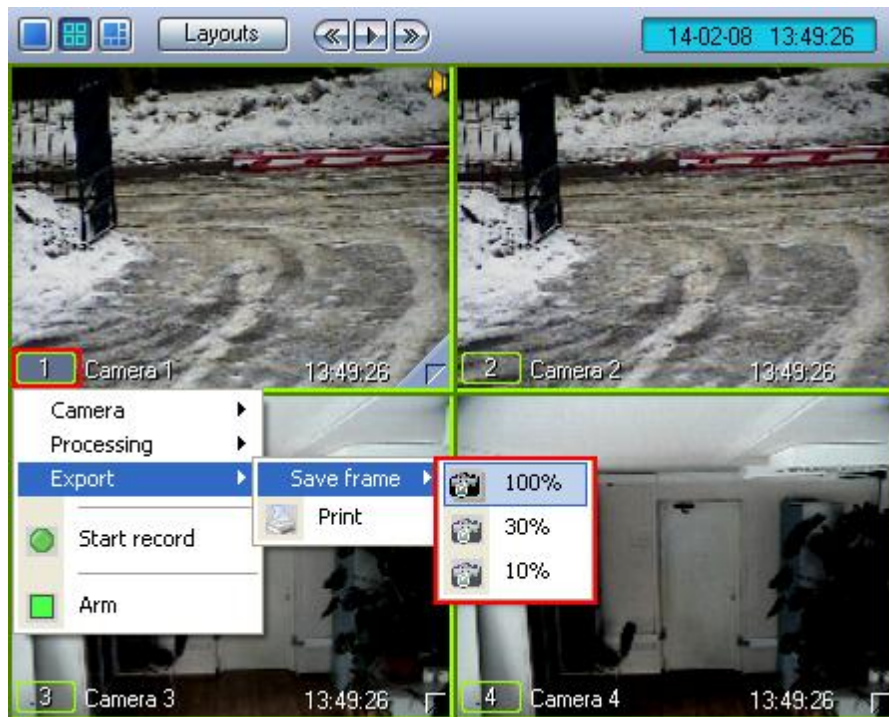 Layouts
14-02-08 13:49:26
1 Camera 1 13:49:26
2 Camera 2 13:49:26
Camera
Processing
Export
Save frame
100%
Print
30%
Start record
10%
Arm
3 Camera 3 13:49:26
4 Camera 4 13:49:26